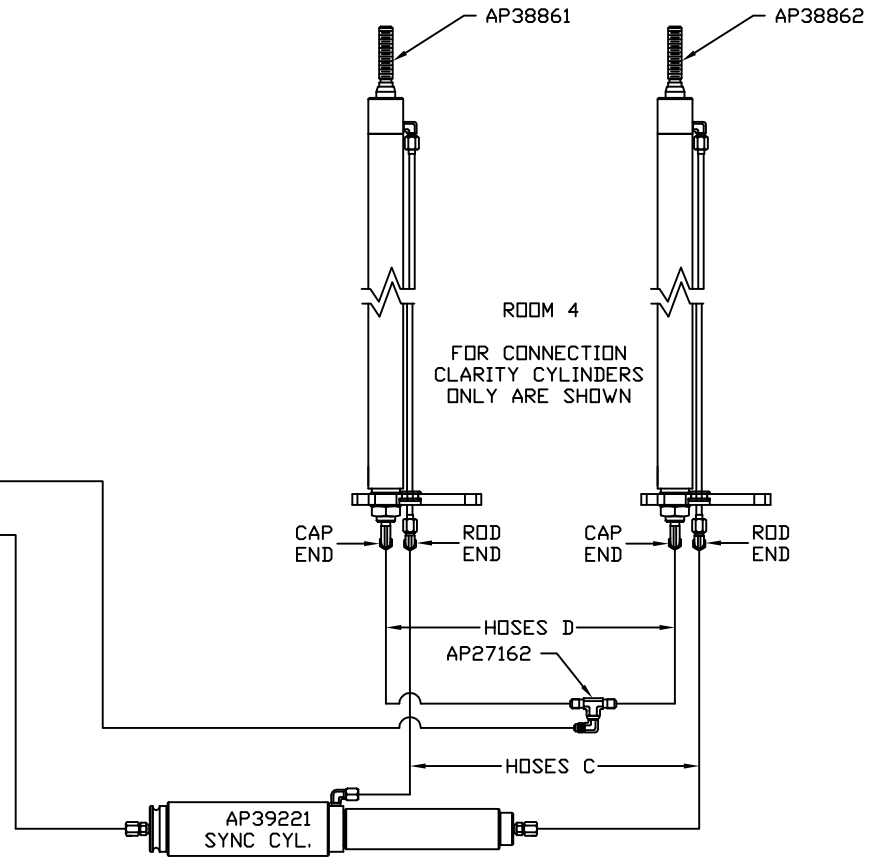 AP38861
AP38862
ROOM 4
FOR CONNECTION
CLARITY CYLINDERS
ONLY ARE SHOWN
CAP
END
ROD
END
CAP
END
ROD
END
HOSES D
AP27162
HOSES C
AP39221
SYNC CYL.